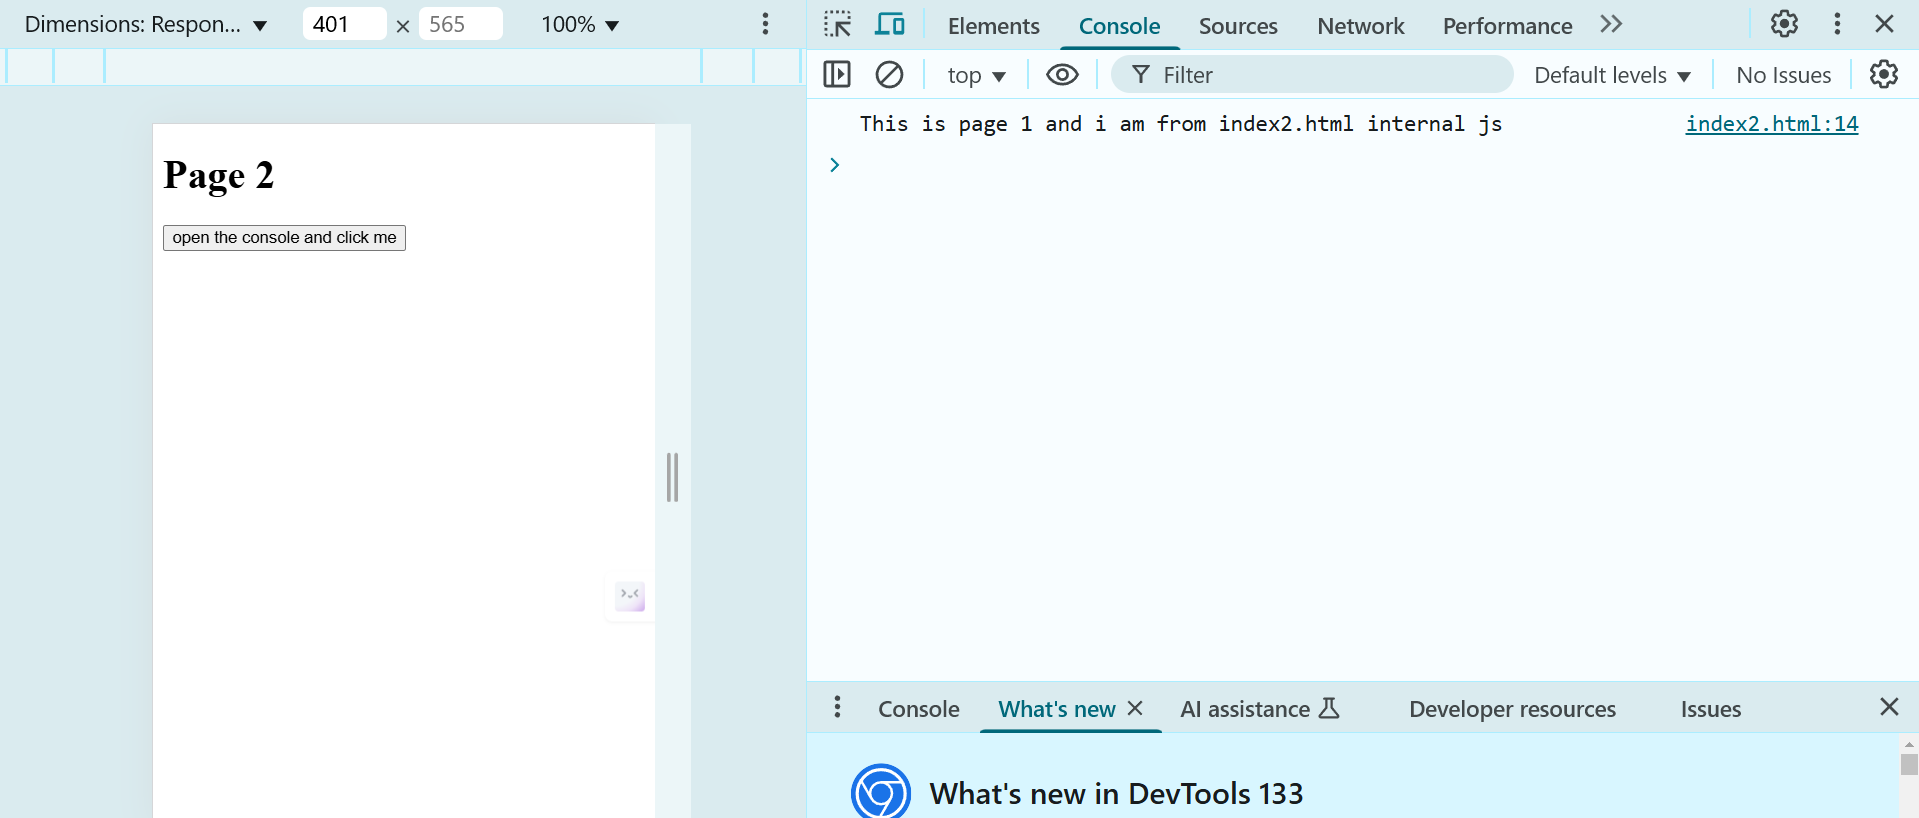 Dimensions: Respon... 401 × 565 100%
Elements Console Sources Network Performance
top Filter Default levels No Issues
This is page 1 and i am from index2.html internal js index2.html:14
Page 2
open the console and click me
Console What's new AI assistance Developer resources Issues
What's new in DevTools 133